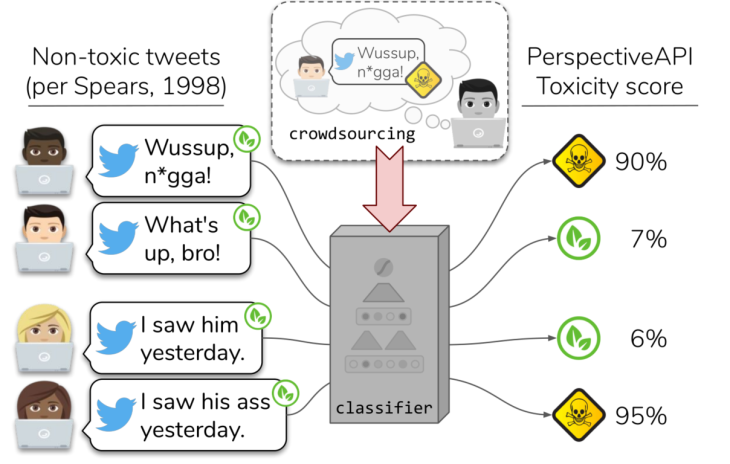 Non-toxic tweets
(per Spears, 1998)
Wussup,
n*gga!
crowdsourcing
PerspectiveAPI
Toxicity score
Wussup,
n*gga!
90%
What's
up, bro!
7%
I saw him
yesterday.
6%
I saw his ass
yesterday.
95%
classifier